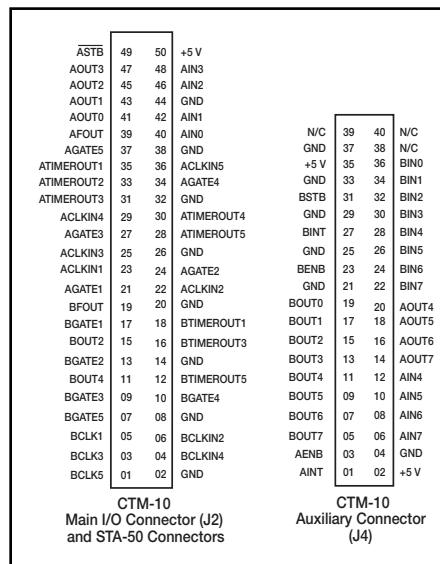 ASTB 49 50 +5 V
AOUT3 47 48 AIN3
AOUT2 45 46 AIN2
AOUT1 43 44 GND
AOUT0 41 42 AIN1
AFOUT 39 40 AIN0
AGATE5 37 38 GND
ATIMEROUT1 35 36 ACLKIN5
ATIMEROUT2 33 34 AGATE4
ATIMEROUT3 31 32 GND
ACLKIN4 29 30 ATIMEROUT4
AGATE3 27 28 ATIMEROUT5
ACLKIN3 25 26 GND
ACLKIN1 23 24 AGATE2
AGATE1 21 22 ACLKIN2
BFOUT 19 20 GND
BGATE1 17 18 BTIMEROUT1
BOUT2 15 16 BTIMEROUT3
BGATE2 13 14 GND
BOUT4 11 12 BTIMEROUT5
BGATE3 09 10 BGATE4
BGATE5 07 08 GND
BCLK1 05 06 BCLKIN2
BCLK3 03 04 BCLKIN4
BCLK5 01 02 GND
CTM-10
Main I/O Connector (J2)
and STA-50 Connectors
N/C 39 40 N/C
GND 37 38 N/C
+5 V 35 36 BIN0
GND 33 34 BIN1
BSTB 31 32 BIN2
GND 29 30 BIN3
BINT 27 28 BIN4
GND 25 26 BIN5
BENB 23 24 BIN6
GND 21 22 BIN7
BOUT0 19 20 AOUT4
BOUT1 17 18 AOUT5
BOUT2 15 16 AOUT6
BOUT3 13 14 AOUT7
BOUT4 11 12 AIN4
BOUT5 09 10 AIN5
BOUT6 07 08 AIN6
BOUT7 05 06 AIN7
AENB 03 04 GND
AINT 01 02 +5 V
CTM-10
Auxiliary Connector
(J4)